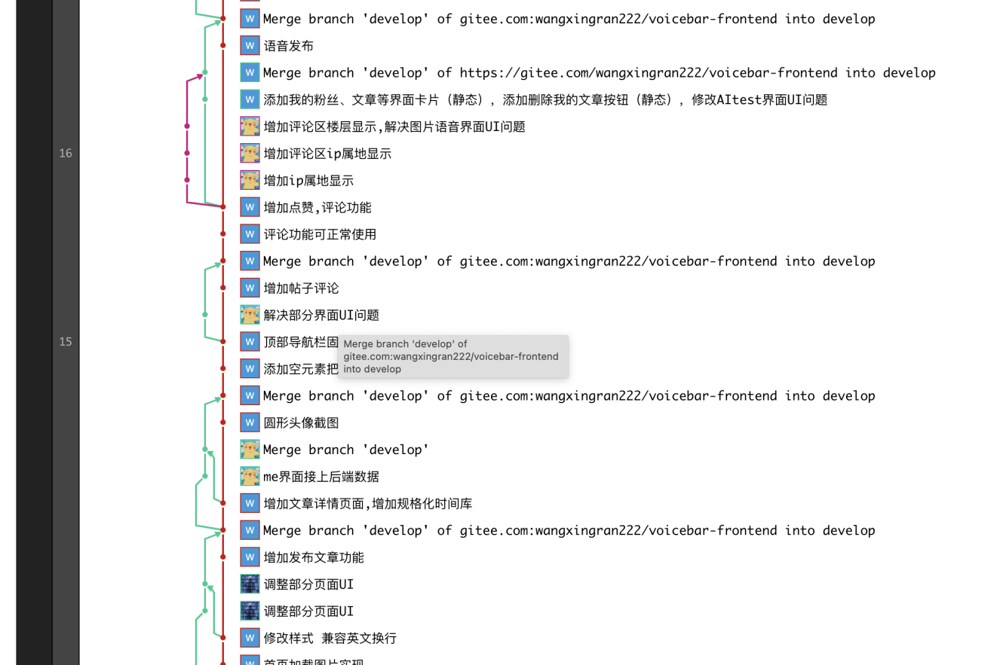 W Merge branch 'develop' of gitee.com:wangxingran222/voicebar-frontend into develop
W 语音发布
W Merge branch 'develop' of https://gitee.com/wangxingran222/voicebar-frontend into develop
W 添加我的粉丝、文章等界面卡片（静态），添加删除我的文章按钮（静态），修改AItest界面UI问题
增加评论区楼层显示,解决图片语音界面UI问题
16 增加评论区ip属地显示
增加ip属地显示
W 增加点赞,评论功能
W 评论功能可正常使用
W Merge branch 'develop' of gitee.com:wangxingran222/voicebar-frontend into develop
W 增加帖子评论
解决部分界面UI问题
15 W 顶部导航栏固
Merge branch 'develop' of
gitee.com:wangxingran222/voicebar-frontend
into develop
W 添加空元素把
W Merge branch 'develop' of gitee.com:wangxingran222/voicebar-frontend into develop
W 圆形头像截图
Merge branch 'develop'
me界面接上后端数据
W 增加文章详情页面,增加规格化时间库
W Merge branch 'develop' of gitee.com:wangxingran222/voicebar-frontend into develop
W 增加发布文章功能
调整部分页面UI
调整部分页面UI
W 修改样式 兼容英文换行
W 首页加载图片实现